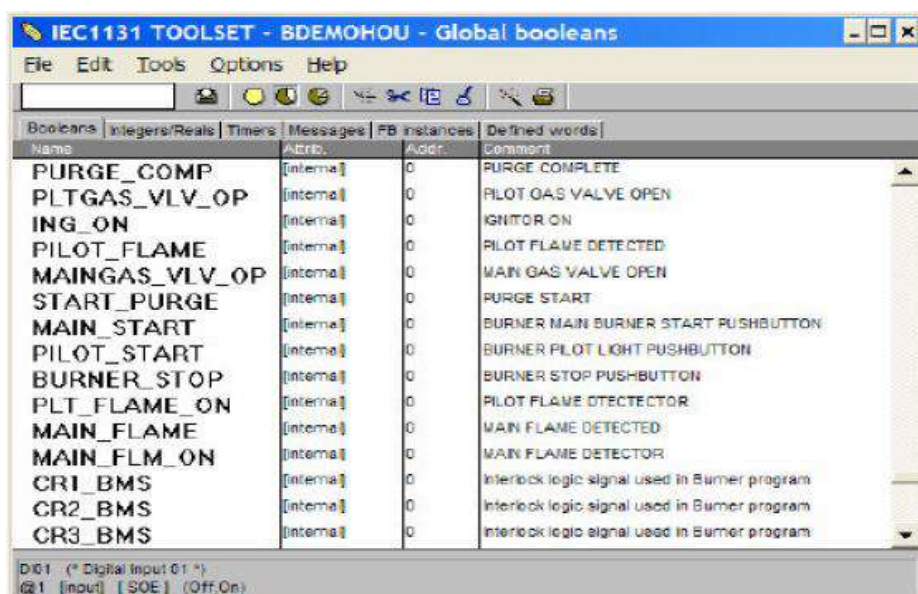 IEC1131 TOOLSET - BDEMOHOU - Global booleans
File Edit Tools Options Help
Booleans Integers/Reals Timers Messages FB instances Defined words
Name Attrib. Addr. Comment
PURGE_COMP [internal] 0 PURGE COMPLETE
PLTGAS_VLV_OP [internal] 0 PILOT GAS VALVE OPEN
ING_ON [internal] 0 IGNITOR ON
PILOT_FLAME [internal] 0 PILOT FLAME DETECTED
MAINGAS_VLV_OP [internal] 0 MAIN GAS VALVE OPEN
START_PURGE [internal] 0 PURGE START
MAIN_START [internal] 0 BURNER MAIN BURNER START PUSHBUTTON
PILOT_START [internal] 0 BURNER PILOT LIGHT PUSHBUTTON
BURNER_STOP [internal] 0 BURNER STOP PUSHBUTTON
PLT_FLAME_ON [internal] 0 PILOT FLAME DTECTECTOR
MAIN_FLAME [internal] 0 MAIN FLAME DETECTED
MAIN_FLM_ON [internal] 0 MAIN FLAME DETECTOR
CR1_BMS [internal] 0 Interlock logic signal used in Burner program
CR2_BMS [internal] 0 Interlock logic signal used in Burner program
CR3_BMS [internal] 0 Interlock logic signal used in Burner program
DI01 (* Digital Input 01 *)
@1 [input] [SOE] (Off,On)